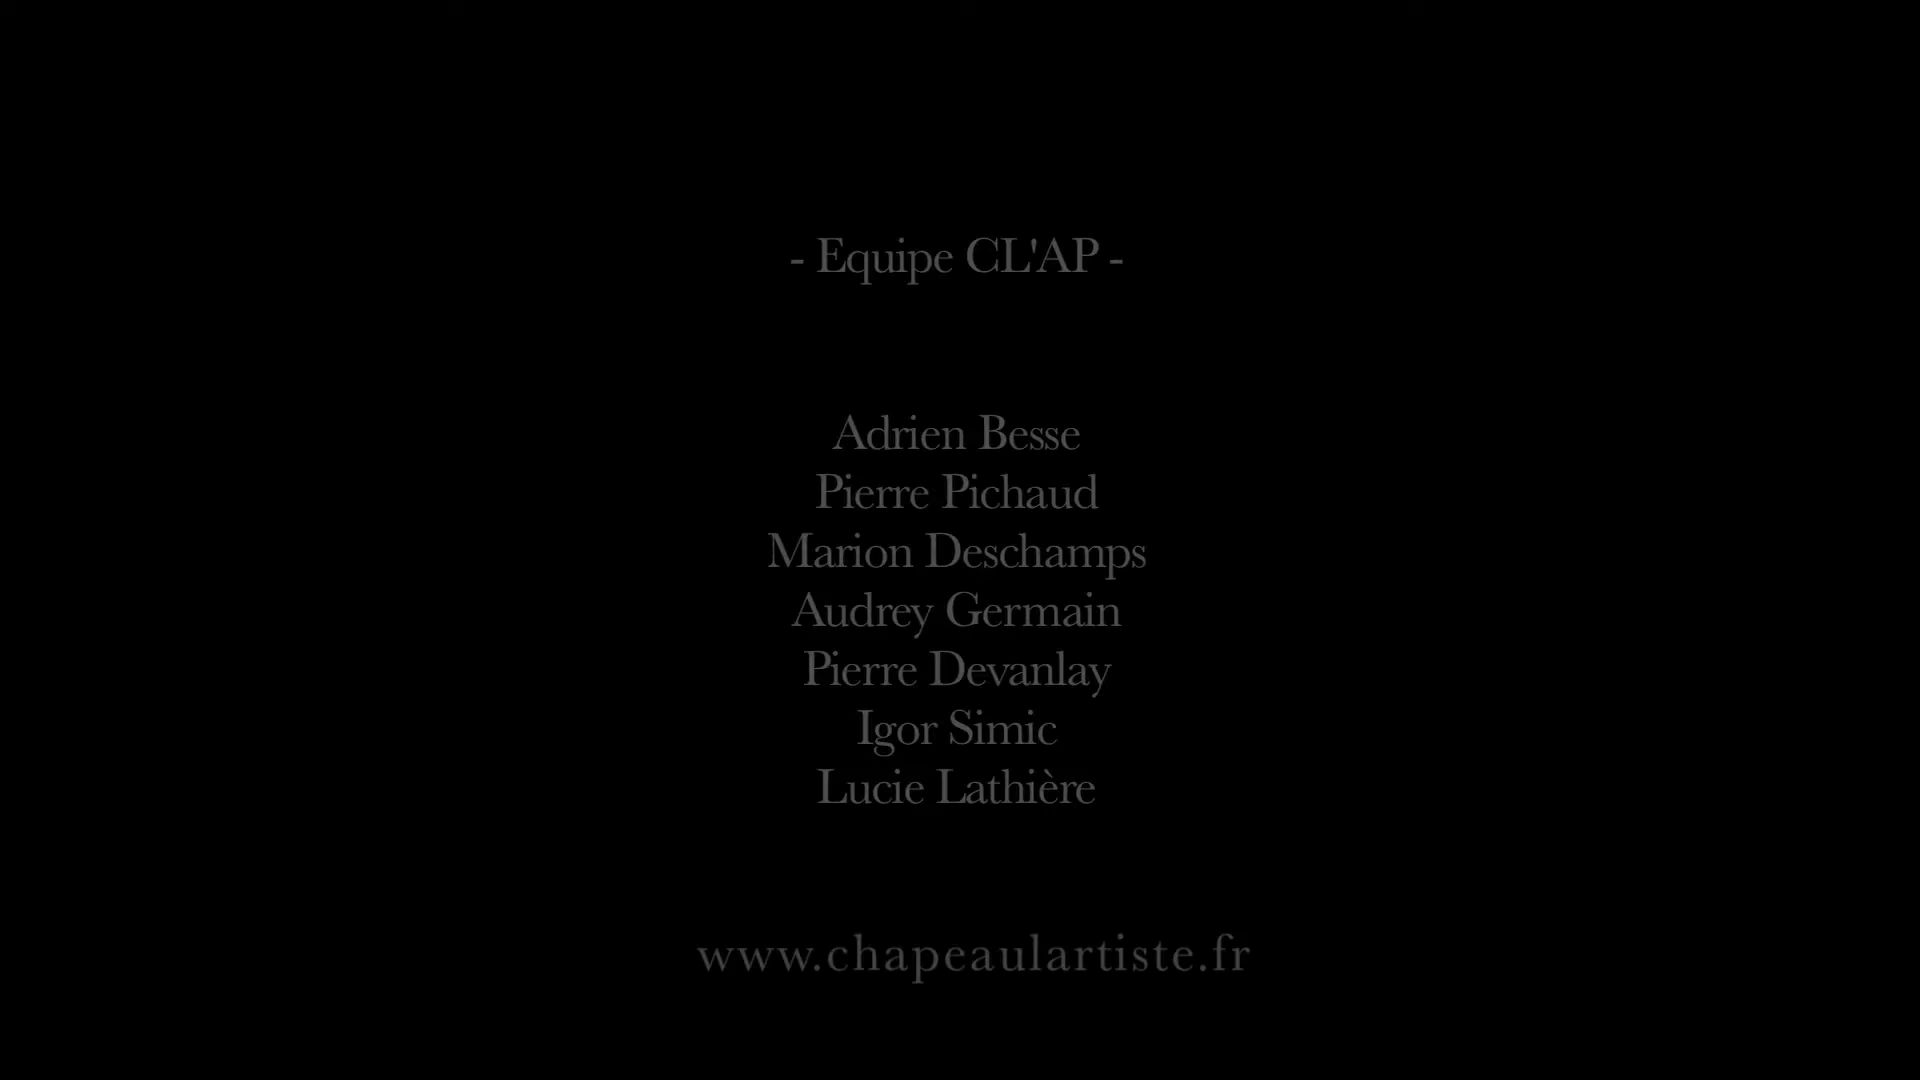 - Equipe CL'AP -
Adrien Besse
Pierre Pichaud
Marion Deschamps
Audrey Germain
Pierre Devanlay
Igor Simic
Lucie Lathière
www.chapeaulartiste.fr